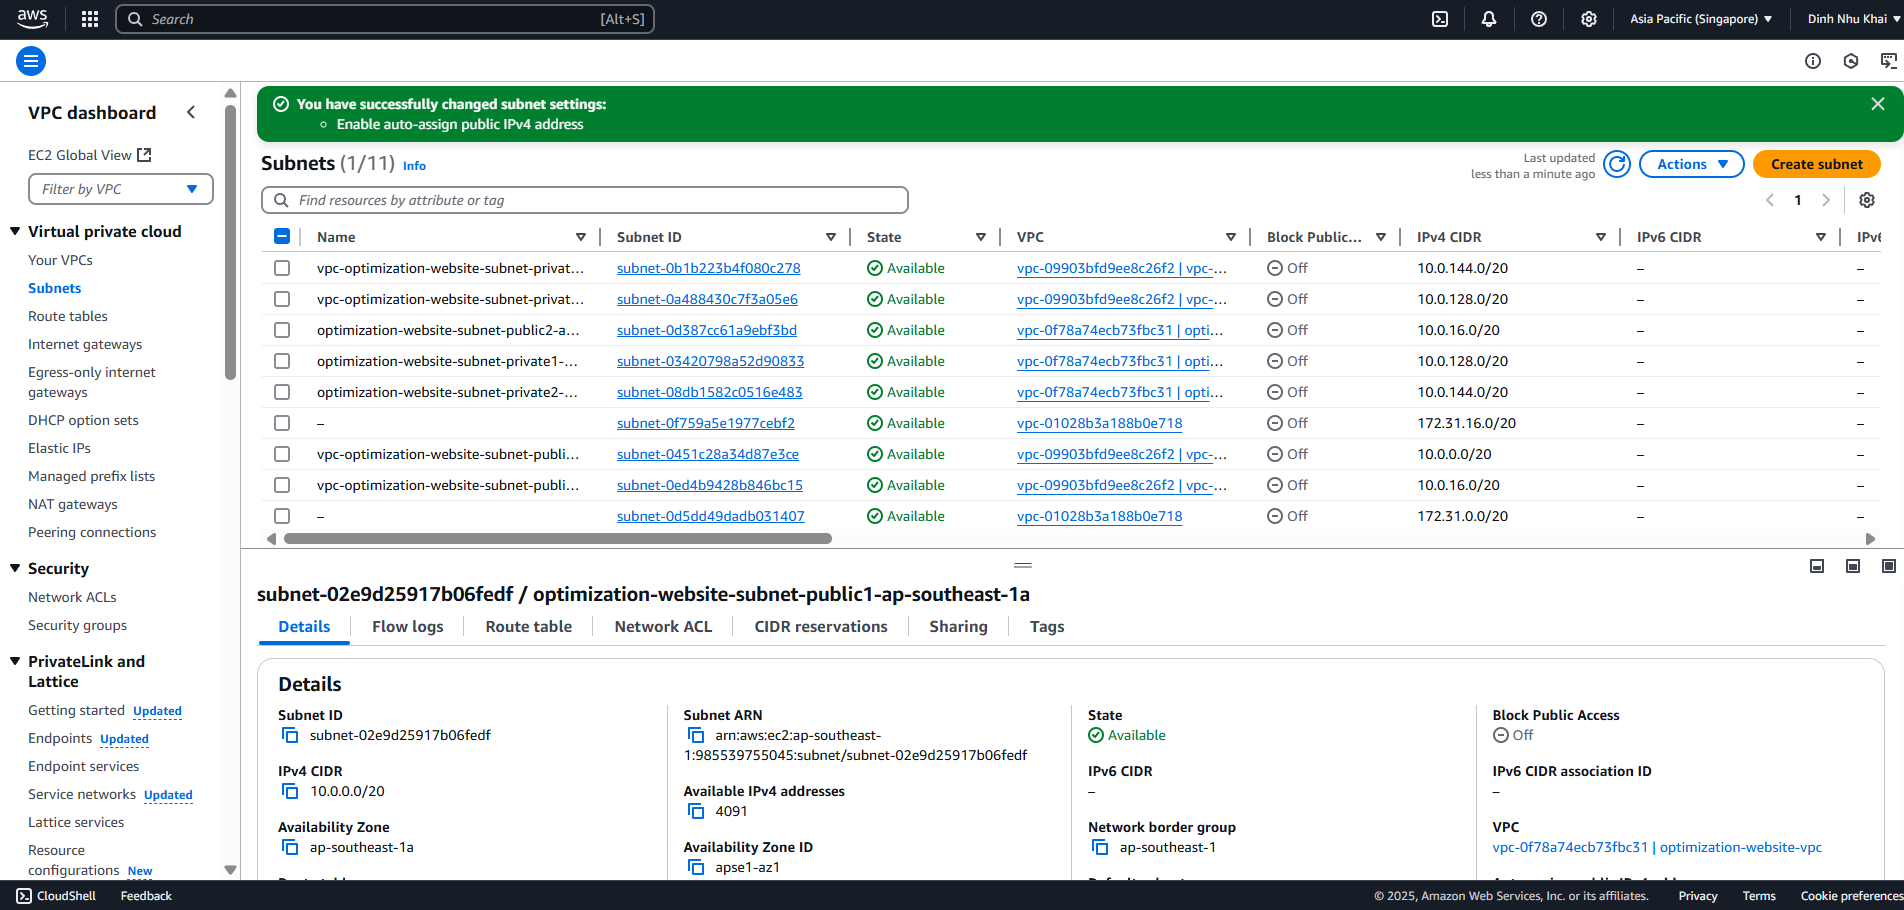 aws
Search [Alt+S]
Asia Pacific (Singapore) Dinh Nhu Khai
VPC dashboard
EC2 Global View
Filter by VPC
Virtual private cloud
Your VPCs
Subnets
Route tables
Internet gateways
Egress-only internet
gateways
DHCP option sets
Elastic IPs
Managed prefix lists
NAT gateways
Peering connections
Security
Network ACLs
Security groups
PrivateLink and
Lattice
Getting started Updated
Endpoints Updated
Endpoint services
Service networks Updated
Lattice services
Resource
configurations New
You have successfully changed subnet settings:
Enable auto-assign public IPv4 address
Subnets (1/11) Info
Last updated
less than a minute ago
Actions
Create subnet
Find resources by attribute or tag
1
Name Subnet ID State VPC Block Public... IPv4 CIDR IPv6 CIDR
vpc-optimization-website-subnet-privat... subnet-0b1b223b4f080c278 Available vpc-09903bfd9ee8c26f2 | vpc-... Off 10.0.144.0/20 – –
vpc-optimization-website-subnet-privat... subnet-0a488430c7f3a05e6 Available vpc-09903bfd9ee8c26f2 | vpc-... Off 10.0.128.0/20 – –
optimization-website-subnet-public2-a... subnet-0d387cc61a9ebf3bd Available vpc-0f78a74ecb73fbc31 | opti... Off 10.0.16.0/20 – –
optimization-website-subnet-private1-... subnet-03420798a52d90833 Available vpc-0f78a74ecb73fbc31 | opti... Off 10.0.128.0/20 – –
optimization-website-subnet-private2-... subnet-08db1582c0516e483 Available vpc-0f78a74ecb73fbc31 | opti... Off 10.0.144.0/20 – –
– subnet-0f759a5e1977cebf2 Available vpc-01028b3a188b0e718 Off 172.31.16.0/20 – –
vpc-optimization-website-subnet-publi... subnet-0451c28a34d87e3ce Available vpc-09903bfd9ee8c26f2 | vpc-... Off 10.0.0.0/20 – –
vpc-optimization-website-subnet-publi... subnet-0ed4b9428b846bc15 Available vpc-09903bfd9ee8c26f2 | vpc-... Off 10.0.16.0/20 – –
– subnet-0d5dd49dadb031407 Available vpc-01028b3a188b0e718 Off 172.31.0.0/20 – –
subnet-02e9d25917b06fedf / optimization-website-subnet-public1-ap-southeast-1a
Details Flow logs Route table Network ACL CIDR reservations Sharing Tags
Details
Subnet ID
subnet-02e9d25917b06fedf
IPv4 CIDR
10.0.0.0/20
Availability Zone
ap-southeast-1a
Subnet ARN
arn:aws:ec2:ap-southeast-
1:985539755045:subnet/subnet-02e9d25917b06fedf
Available IPv4 addresses
4091
Availability Zone ID
apse1-az1
State
Available
IPv6 CIDR
–
Network border group
ap-southeast-1
Block Public Access
Off
IPv6 CIDR association ID
–
VPC
vpc-0f78a74ecb73fbc31 | optimization-website-vpc
CloudShell Feedback © 2025, Amazon Web Services, Inc. or its affiliates. Privacy Terms Cookie preferences